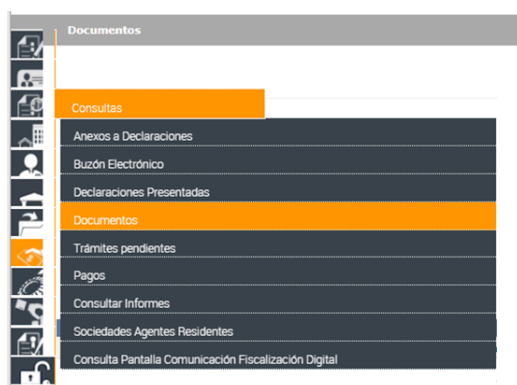 Documentos
Consultas
Anexos a Declaraciones
Buzón Electrónico
Declaraciones Presentadas
Documentos
Trámites pendientes
Pagos
Consultar Informes
Sociedades Agentes Residentes
Consulta Pantalla Comunicación Fiscalización Digital